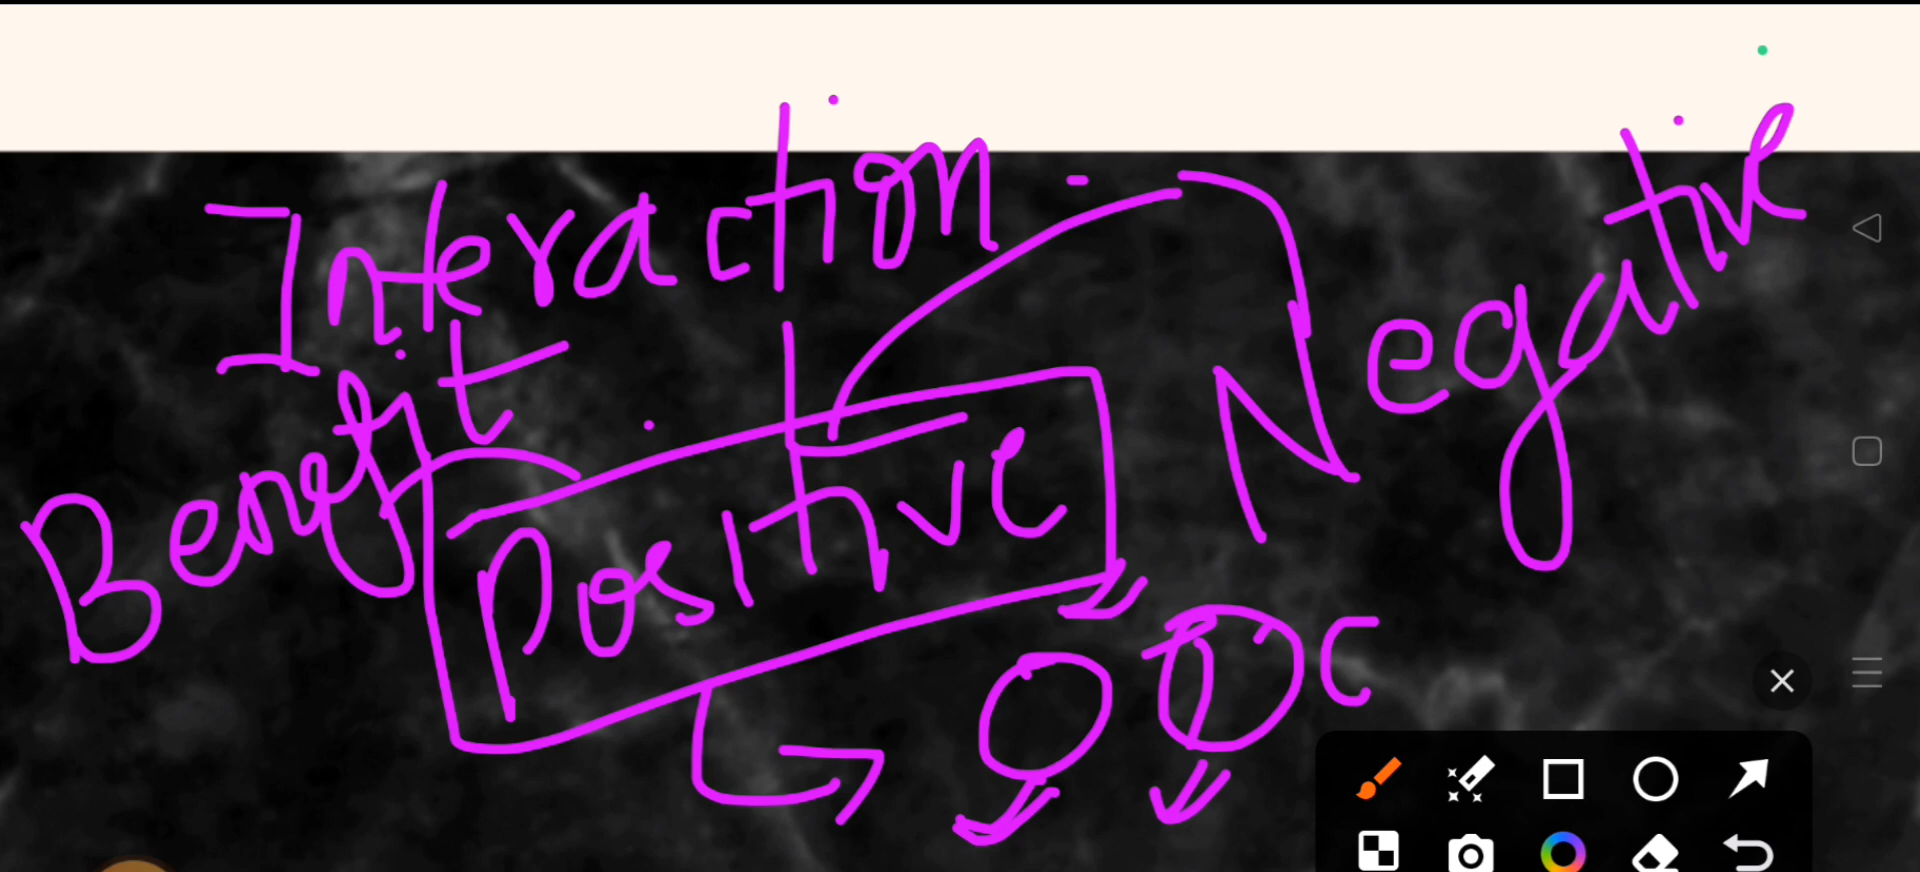 Interaction -
Negative
Benefit
Positive